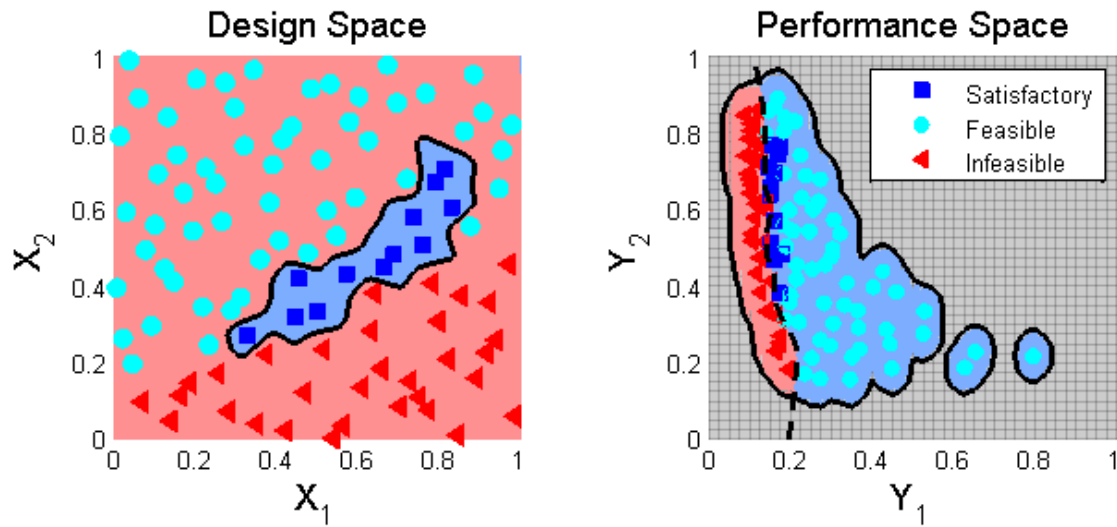 Design Space
1
0.8
0.6
0.4
0.2
0
X2
0 0.2 0.4 0.6 0.8 1
X1
Performance Space
1
0.8
0.6
0.4
0.2
0
Y2
Satisfactory
Feasible
Infeasible
0 0.2 0.4 0.6 0.8 1
Y1